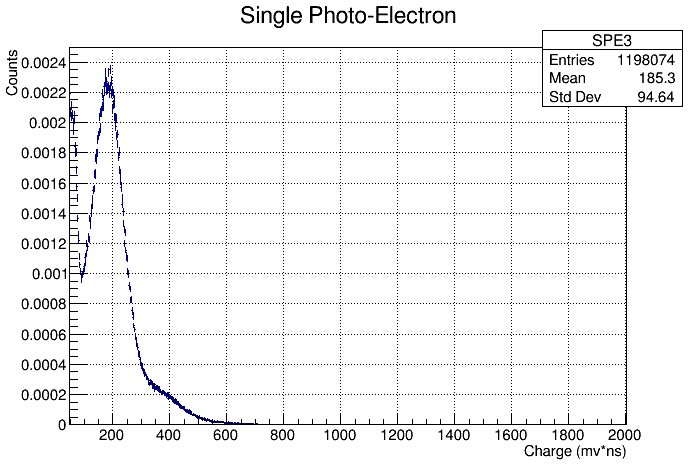 Single Photo-Electron
SPE3
Entries 1198074
Mean 185.3
Std Dev 94.64
Counts
0.0024
0.0022
0.002
0.0018
0.0016
0.0014
0.0012
0.001
0.0008
0.0006
0.0004
0.0002
0
200 400 600 800 1000 1200 1400 1600 1800 2000
Charge (mv*ns)